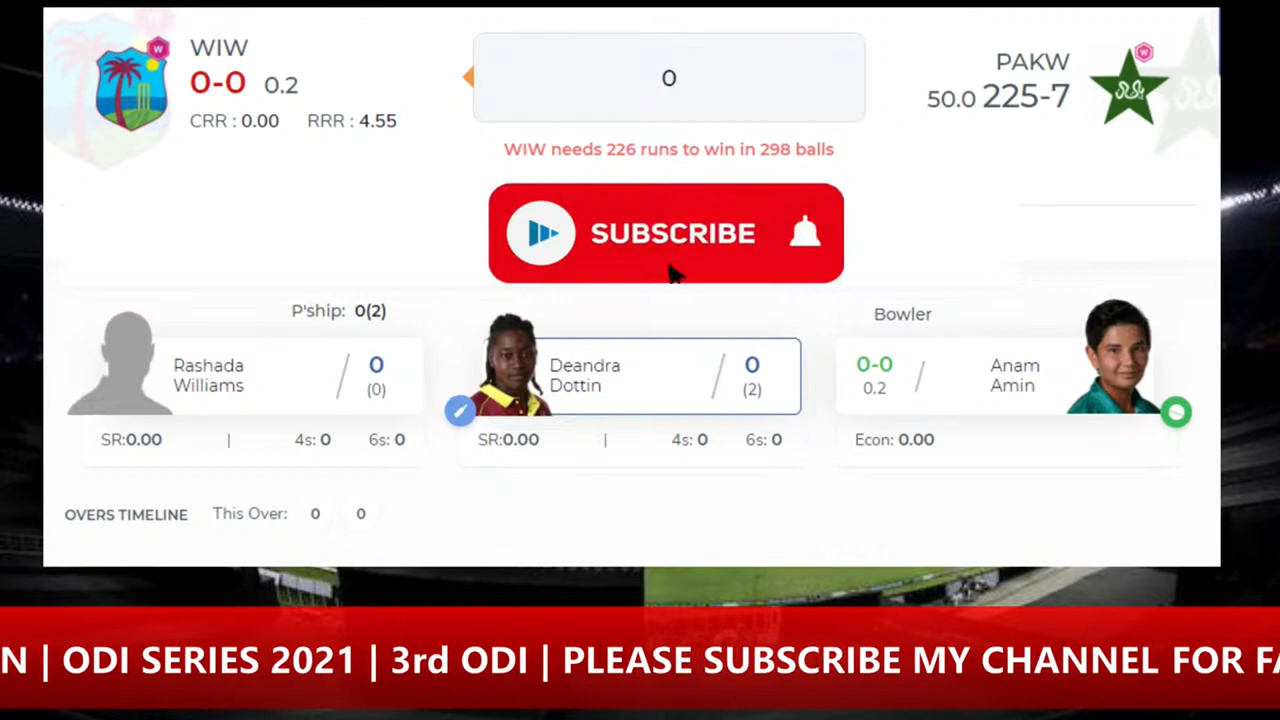 WIW
0-0 0.2
CRR : 0.00 RRR : 4.55
0
PAKW
50.0 225-7
WIW needs 226 runs to win in 298 balls
SUBSCRIBE
P'ship: 0(2)
Rashada
Williams
0
(0)
SR:0.00 | 4s: 0 6s: 0
Deandra
Dottin
0
(2)
SR:0.00 | 4s: 0 6s: 0
Bowler
0-0
0.2
Anam
Amin
Econ: 0.00
OVERS TIMELINE This Over: 0 0
N | ODI SERIES 2021 | 3rd ODI | PLEASE SUBSCRIBE MY CHANNEL FOR FA